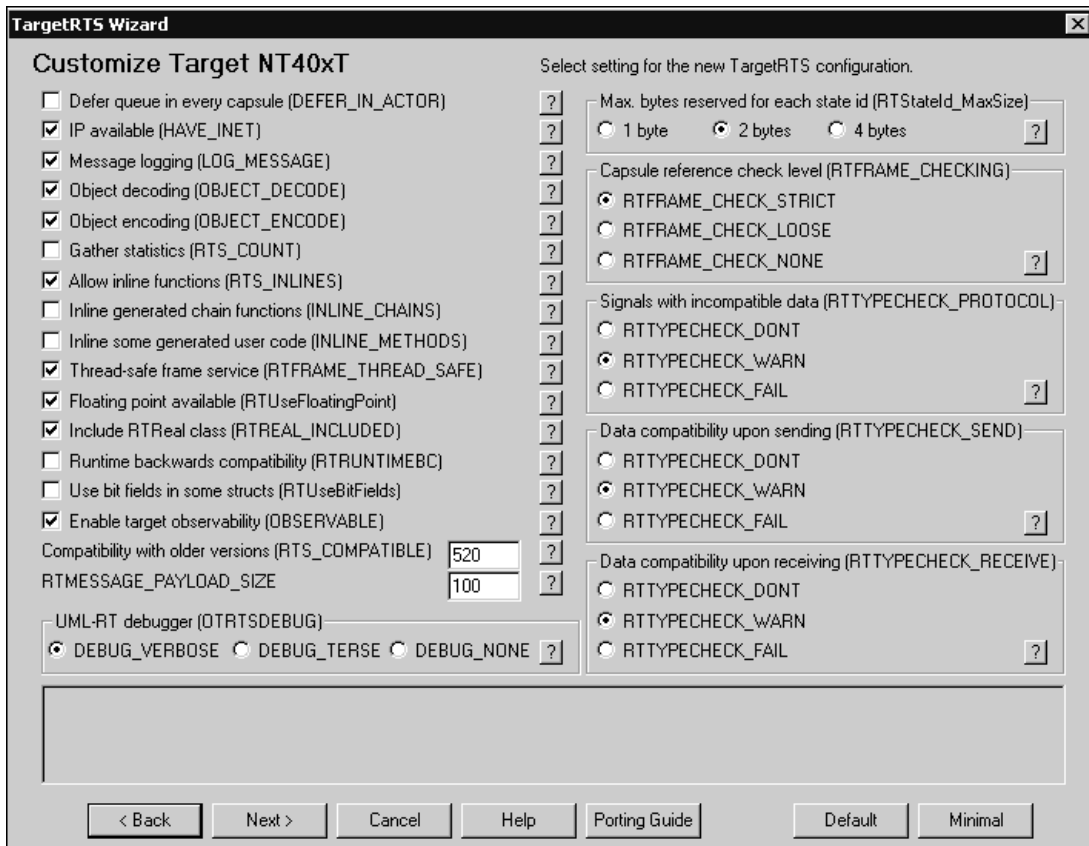 TargetRTS Wizard
Customize Target NT40xT
Select setting for the new TargetRTS configuration.
Defer queue in every capsule (DEFER_IN_ACTOR) ?
IP available (HAVE_INET) ?
Message logging (LOG_MESSAGE) ?
Object decoding (OBJECT_DECODE) ?
Object encoding (OBJECT_ENCODE) ?
Gather statistics (RTS_COUNT) ?
Allow inline functions (RTS_INLINES) ?
Inline generated chain functions (INLINE_CHAINS) ?
Inline some generated user code (INLINE_METHODS) ?
Thread-safe frame service (RTFRAME_THREAD_SAFE) ?
Floating point available (RTUseFloatingPoint) ?
Include RTReal class (RTREAL_INCLUDED) ?
Runtime backwards compatibility (RTRUNTIMEBC) ?
Use bit fields in some structs (RTUseBitFields) ?
Enable target observability (OBSERVABLE) ?
Compatibility with older versions (RTS_COMPATIBLE) 520 ?
RTMESSAGE_PAYLOAD_SIZE 100 ?
UML-RT debugger (OTRTSDEBUG)
DEBUG_VERBOSE DEBUG_TERSE DEBUG_NONE ?
Max. bytes reserved for each state id (RTStateId_MaxSize)
1 byte 2 bytes 4 bytes ?
Capsule reference check level (RTFRAME_CHECKING)
RTFRAME_CHECK_STRICT
RTFRAME_CHECK_LOOSE
RTFRAME_CHECK_NONE ?
Signals with incompatible data (RTTYPECHECK_PROTOCOL)
RTTYPECHECK_DONT
RTTYPECHECK_WARN
RTTYPECHECK_FAIL ?
Data compatibility upon sending (RTTYPECHECK_SEND)
RTTYPECHECK_DONT
RTTYPECHECK_WARN
RTTYPECHECK_FAIL ?
Data compatibility upon receiving (RTTYPECHECK_RECEIVE)
RTTYPECHECK_DONT
RTTYPECHECK_WARN
RTTYPECHECK_FAIL ?
< Back Next > Cancel Help Porting Guide Default Minimal